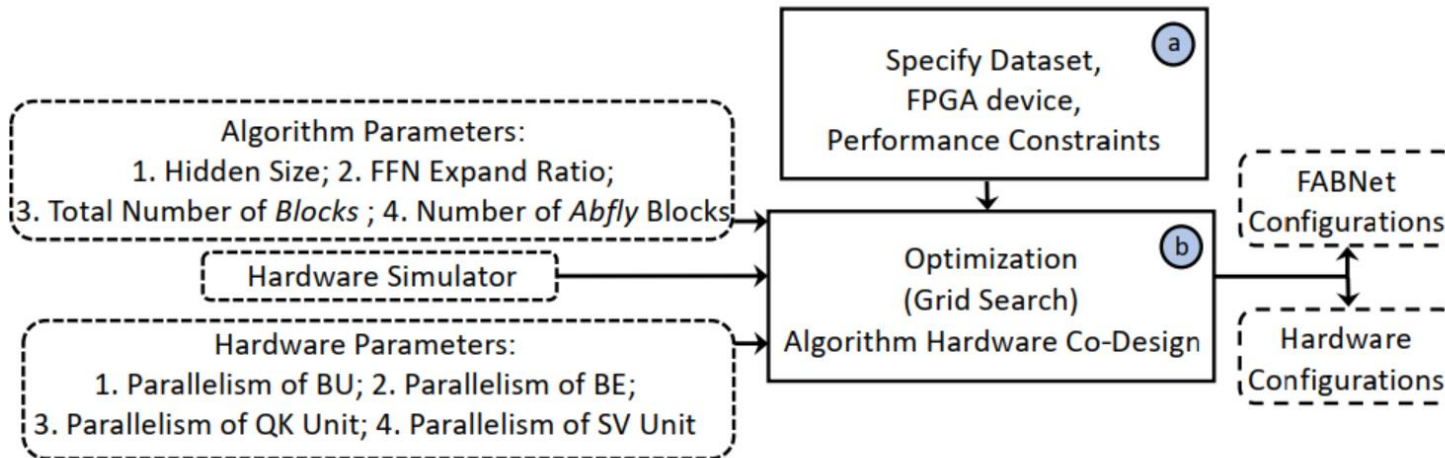 a
Specify Dataset,
FPGA device,
Performance Constraints
Algorithm Parameters:
1. Hidden Size; 2. FFN Expand Ratio;
3. Total Number of Blocks ; 4. Number of Abfly Blocks
Hardware Simulator
Hardware Parameters:
1. Parallelism of BU; 2. Parallelism of BE;
3. Parallelism of QK Unit; 4. Parallelism of SV Unit
b
Optimization
(Grid Search)
Algorithm Hardware Co-Design
FABNet
Configurations
Hardware
Configurations